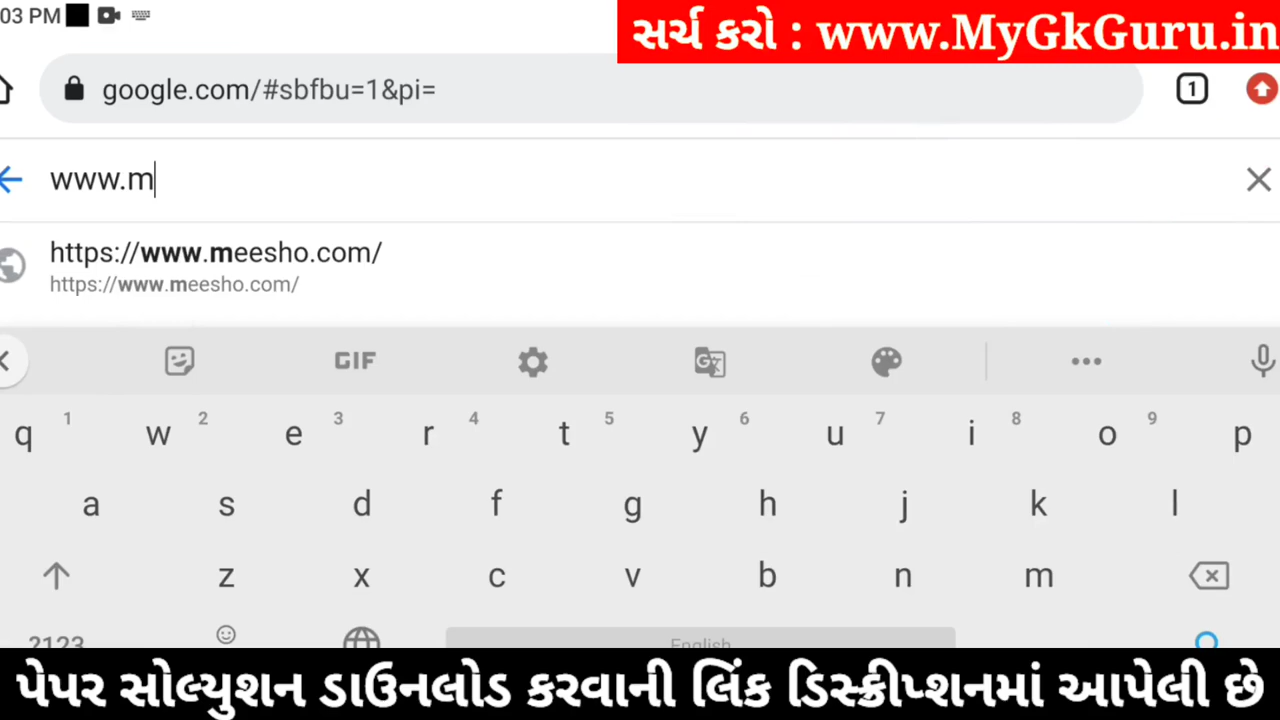 03 PM
સર્ચ કરો : www.MyGkGuru.in
google.com/#sbfbu=1&pi=
1
www.m
https://www.meesho.com/
https://www.meesho.com/
GIF
q 1 w 2 e 3 r 4 t 5 y 6 u 7 i 8 o 9 p
a s d f g h j k l
z x c v b n m
?123 English
પેપર સોલ્યુશન ડાઉનલોડ કરવાની લિંક ડિસ્ક્રીપ્શનમાં આપેલી છે